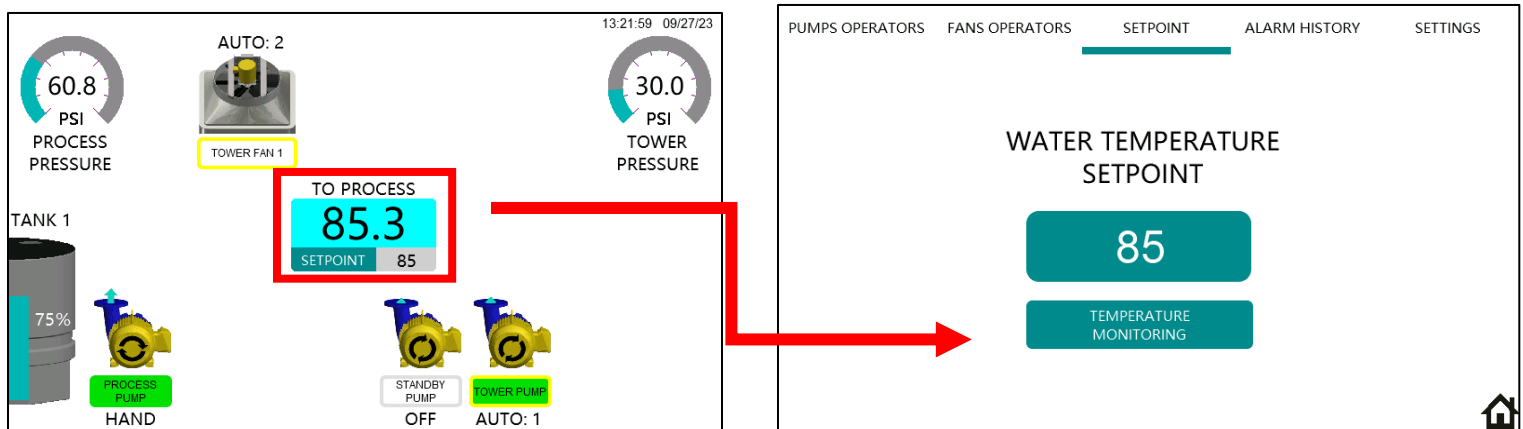 13:21:59 09/27/23
AUTO: 2
60.8
PSI
PROCESS
PRESSURE
TOWER FAN 1
30.0
PSI
TOWER
PRESSURE
TO PROCESS
85.3
SETPOINT 85
TANK 1
75%
PROCESS
PUMP
HAND
STANDBY
PUMP
OFF
TOWER PUMP
AUTO: 1
PUMPS OPERATORS FANS OPERATORS SETPOINT ALARM HISTORY SETTINGS
WATER TEMPERATURE
SETPOINT
85
TEMPERATURE
MONITORING